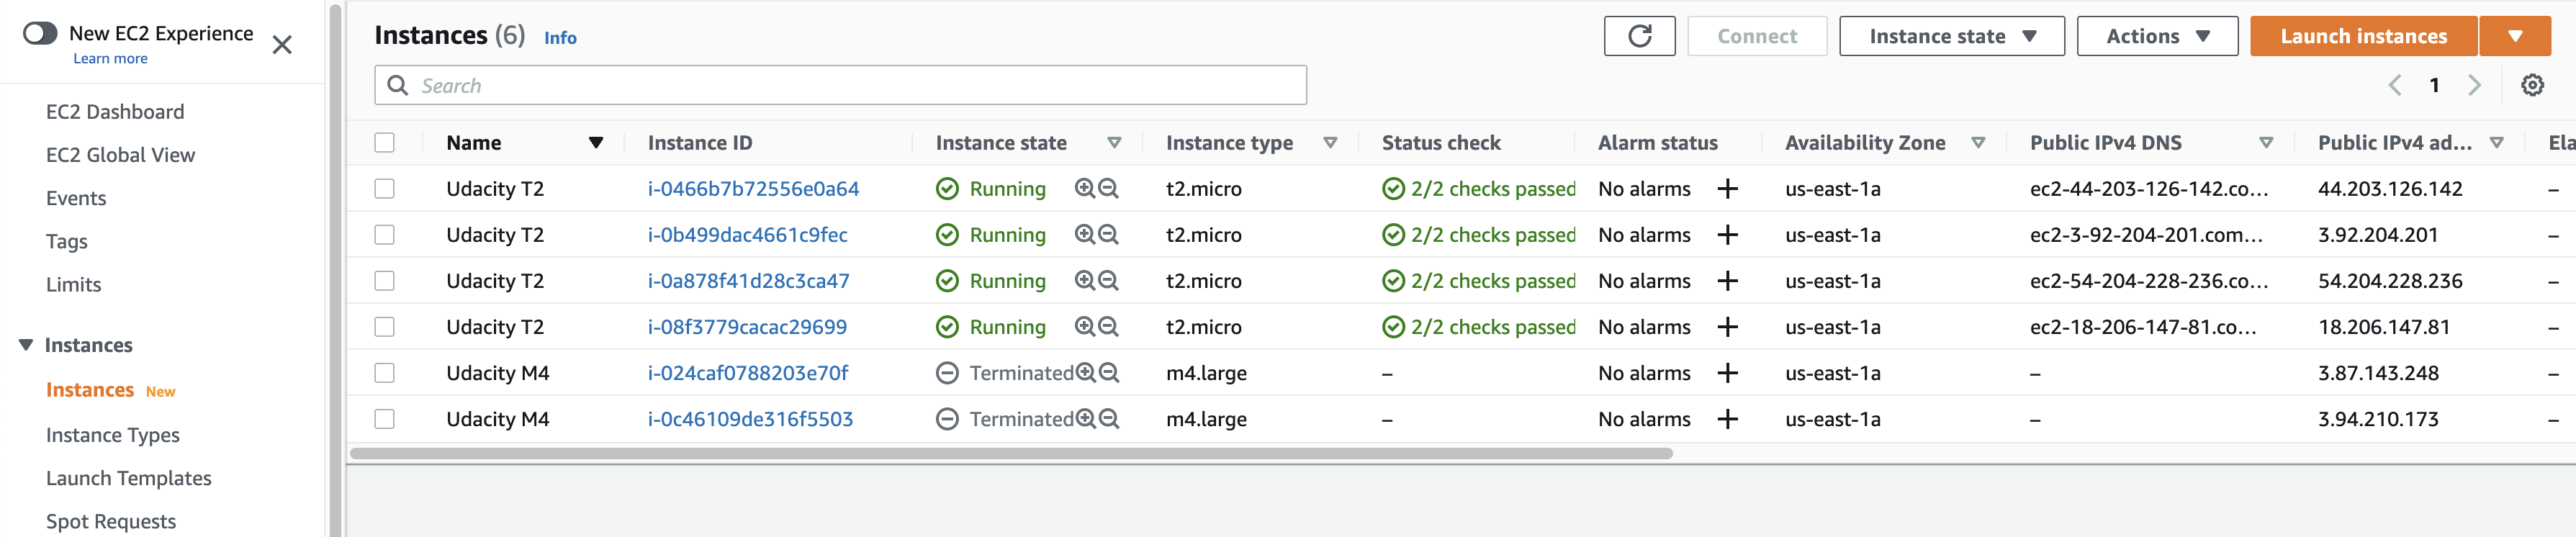 New EC2 Experience
Learn more
EC2 Dashboard
EC2 Global View
Events
Tags
Limits
Instances
Instances New
Instance Types
Launch Templates
Spot Requests
Instances (6) Info
Connect Instance state Actions Launch instances
Search
1
Name Instance ID Instance state Instance type Status check Alarm status Availability Zone Public IPv4 DNS Public IPv4 ad... Ela
Udacity T2 i-0466b7b72556e0a64 Running t2.micro 2/2 checks passed No alarms + us-east-1a ec2-44-203-126-142.co... 44.203.126.142 –
Udacity T2 i-0b499dac4661c9fec Running t2.micro 2/2 checks passed No alarms + us-east-1a ec2-3-92-204-201.com... 3.92.204.201 –
Udacity T2 i-0a878f41d28c3ca47 Running t2.micro 2/2 checks passed No alarms + us-east-1a ec2-54-204-228-236.co... 54.204.228.236 –
Udacity T2 i-08f3779cacac29699 Running t2.micro 2/2 checks passed No alarms + us-east-1a ec2-18-206-147-81.co... 18.206.147.81 –
Udacity M4 i-024caf0788203e70f Terminated m4.large – No alarms + us-east-1a – 3.87.143.248 –
Udacity M4 i-0c46109de316f5503 Terminated m4.large – No alarms + us-east-1a – 3.94.210.173 –